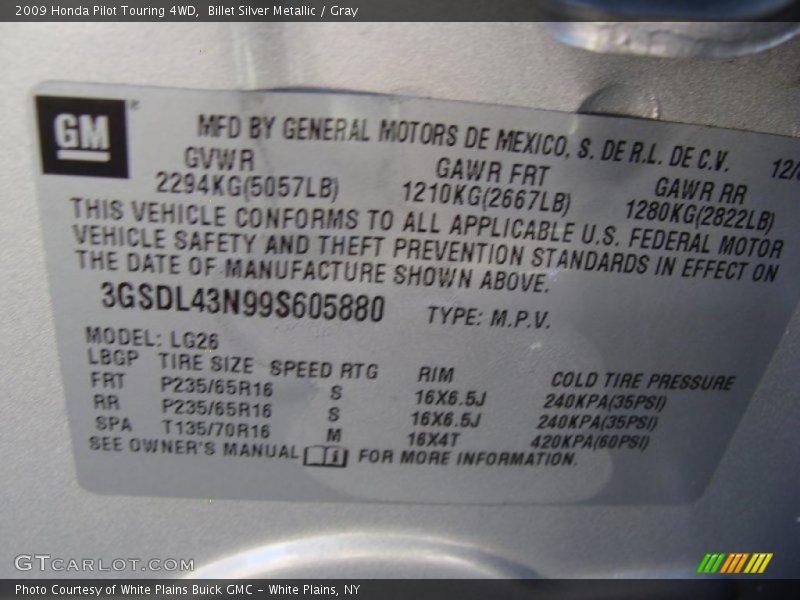 2009 Honda Pilot Touring 4WD,  Billet Silver Metallic / Gray
GM
MFD BY GENERAL MOTORS DE MEXICO, S. DE R.L. DE C.V.
GVWR GAWR FRT GAWR RR
2294KG(5057LB) 1210KG(2667LB) 1280KG(2822LB)
THIS VEHICLE CONFORMS TO ALL APPLICABLE U.S. FEDERAL MOTOR
VEHICLE SAFETY AND THEFT PREVENTION STANDARDS IN EFFECT ON
THE DATE OF MANUFACTURE SHOWN ABOVE.
3GSDL43N99S605880 TYPE: M.P.V.
MODEL: LG26
LBGP TIRE SIZE SPEED RTG RIM COLD TIRE PRESSURE
FRT P235/65R16 S 16X6.5J 240KPA(35PSI)
RR P235/65R16 S 16X6.5J 240KPA(35PSI)
SPA T135/70R16 M 16X4T 420KPA(60PSI)
SEE OWNER'S MANUAL FOR MORE INFORMATION.
GTCARLOT.COM
Photo Courtesy of White Plains Buick GMC - White Plains, NY